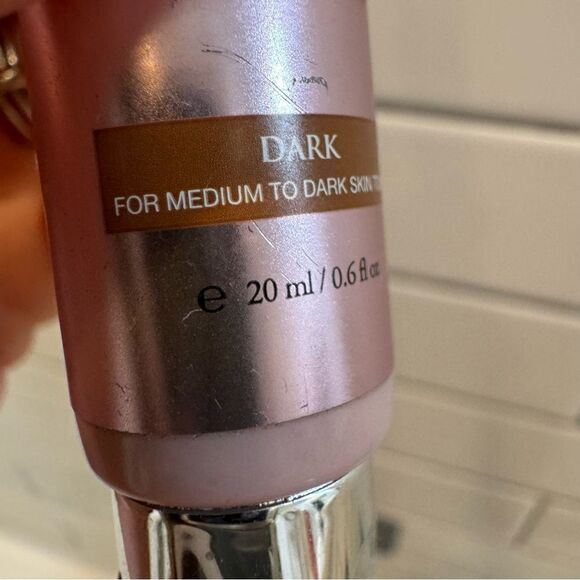 DARK
FOR MEDIUM TO DARK SKIN
℮ 20 ml / 0.6 fl oz